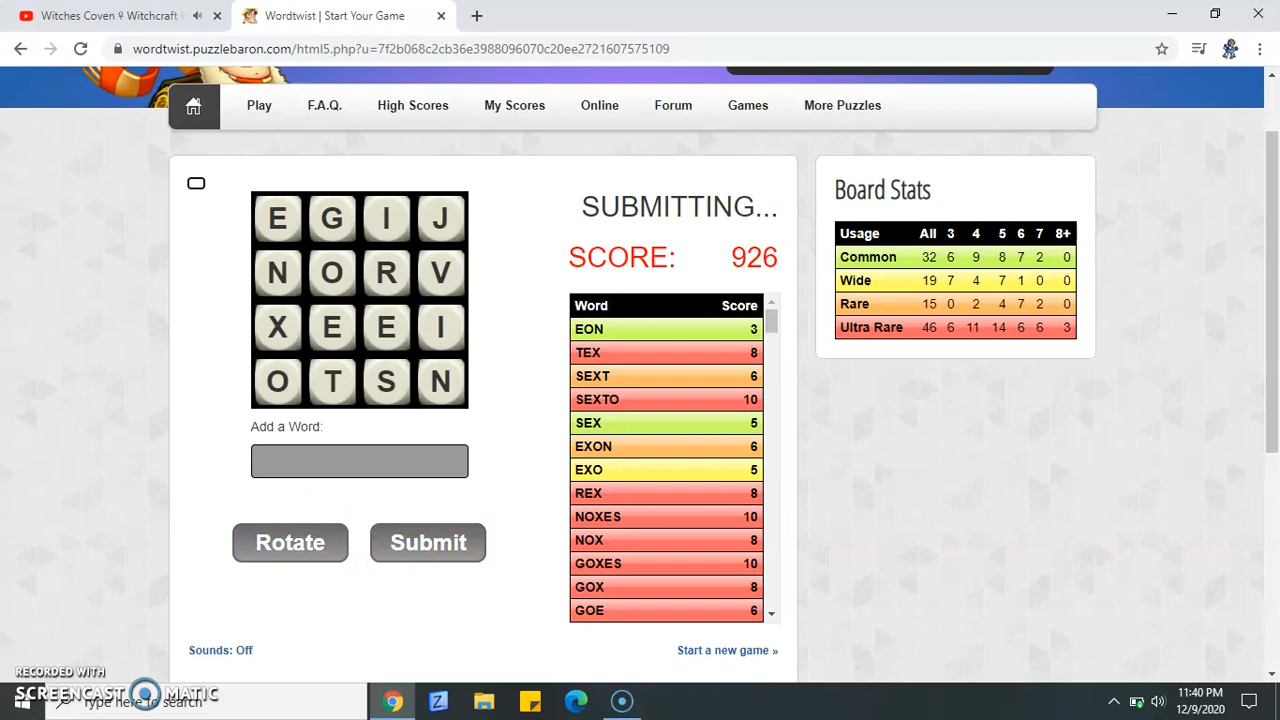 Witches Coven ♀ Witchcraft
Wordtwist | Start Your Game
wordtwist.puzzlebaron.com/html5.php?u=7f2b068c2cb36e3988096070c20ee2721607575109
Play F.A.Q. High Scores My Scores Online Forum Games More Puzzles
E G I J
N O R V
X E E I
O T S N
Add a Word:
Rotate Submit
Sounds: Off
SUBMITTING...
SCORE: 926
Word Score
EON 3
TEX 8
SEXT 6
SEXTO 10
SEX 5
EXON 6
EXO 5
REX 8
NOXES 10
NOX 8
GOXES 10
GOX 8
GOE 6
Start a new game »
Board Stats
Usage All 3 4 5 6 7 8+
Common 32 6 9 8 7 2 0
Wide 19 7 4 7 1 0 0
Rare 15 0 2 4 7 2 0
Ultra Rare 46 6 11 14 6 6 3
RECORDED WITH
SCREENCAST MATIC
Type here to search
11:40 PM
12/9/2020